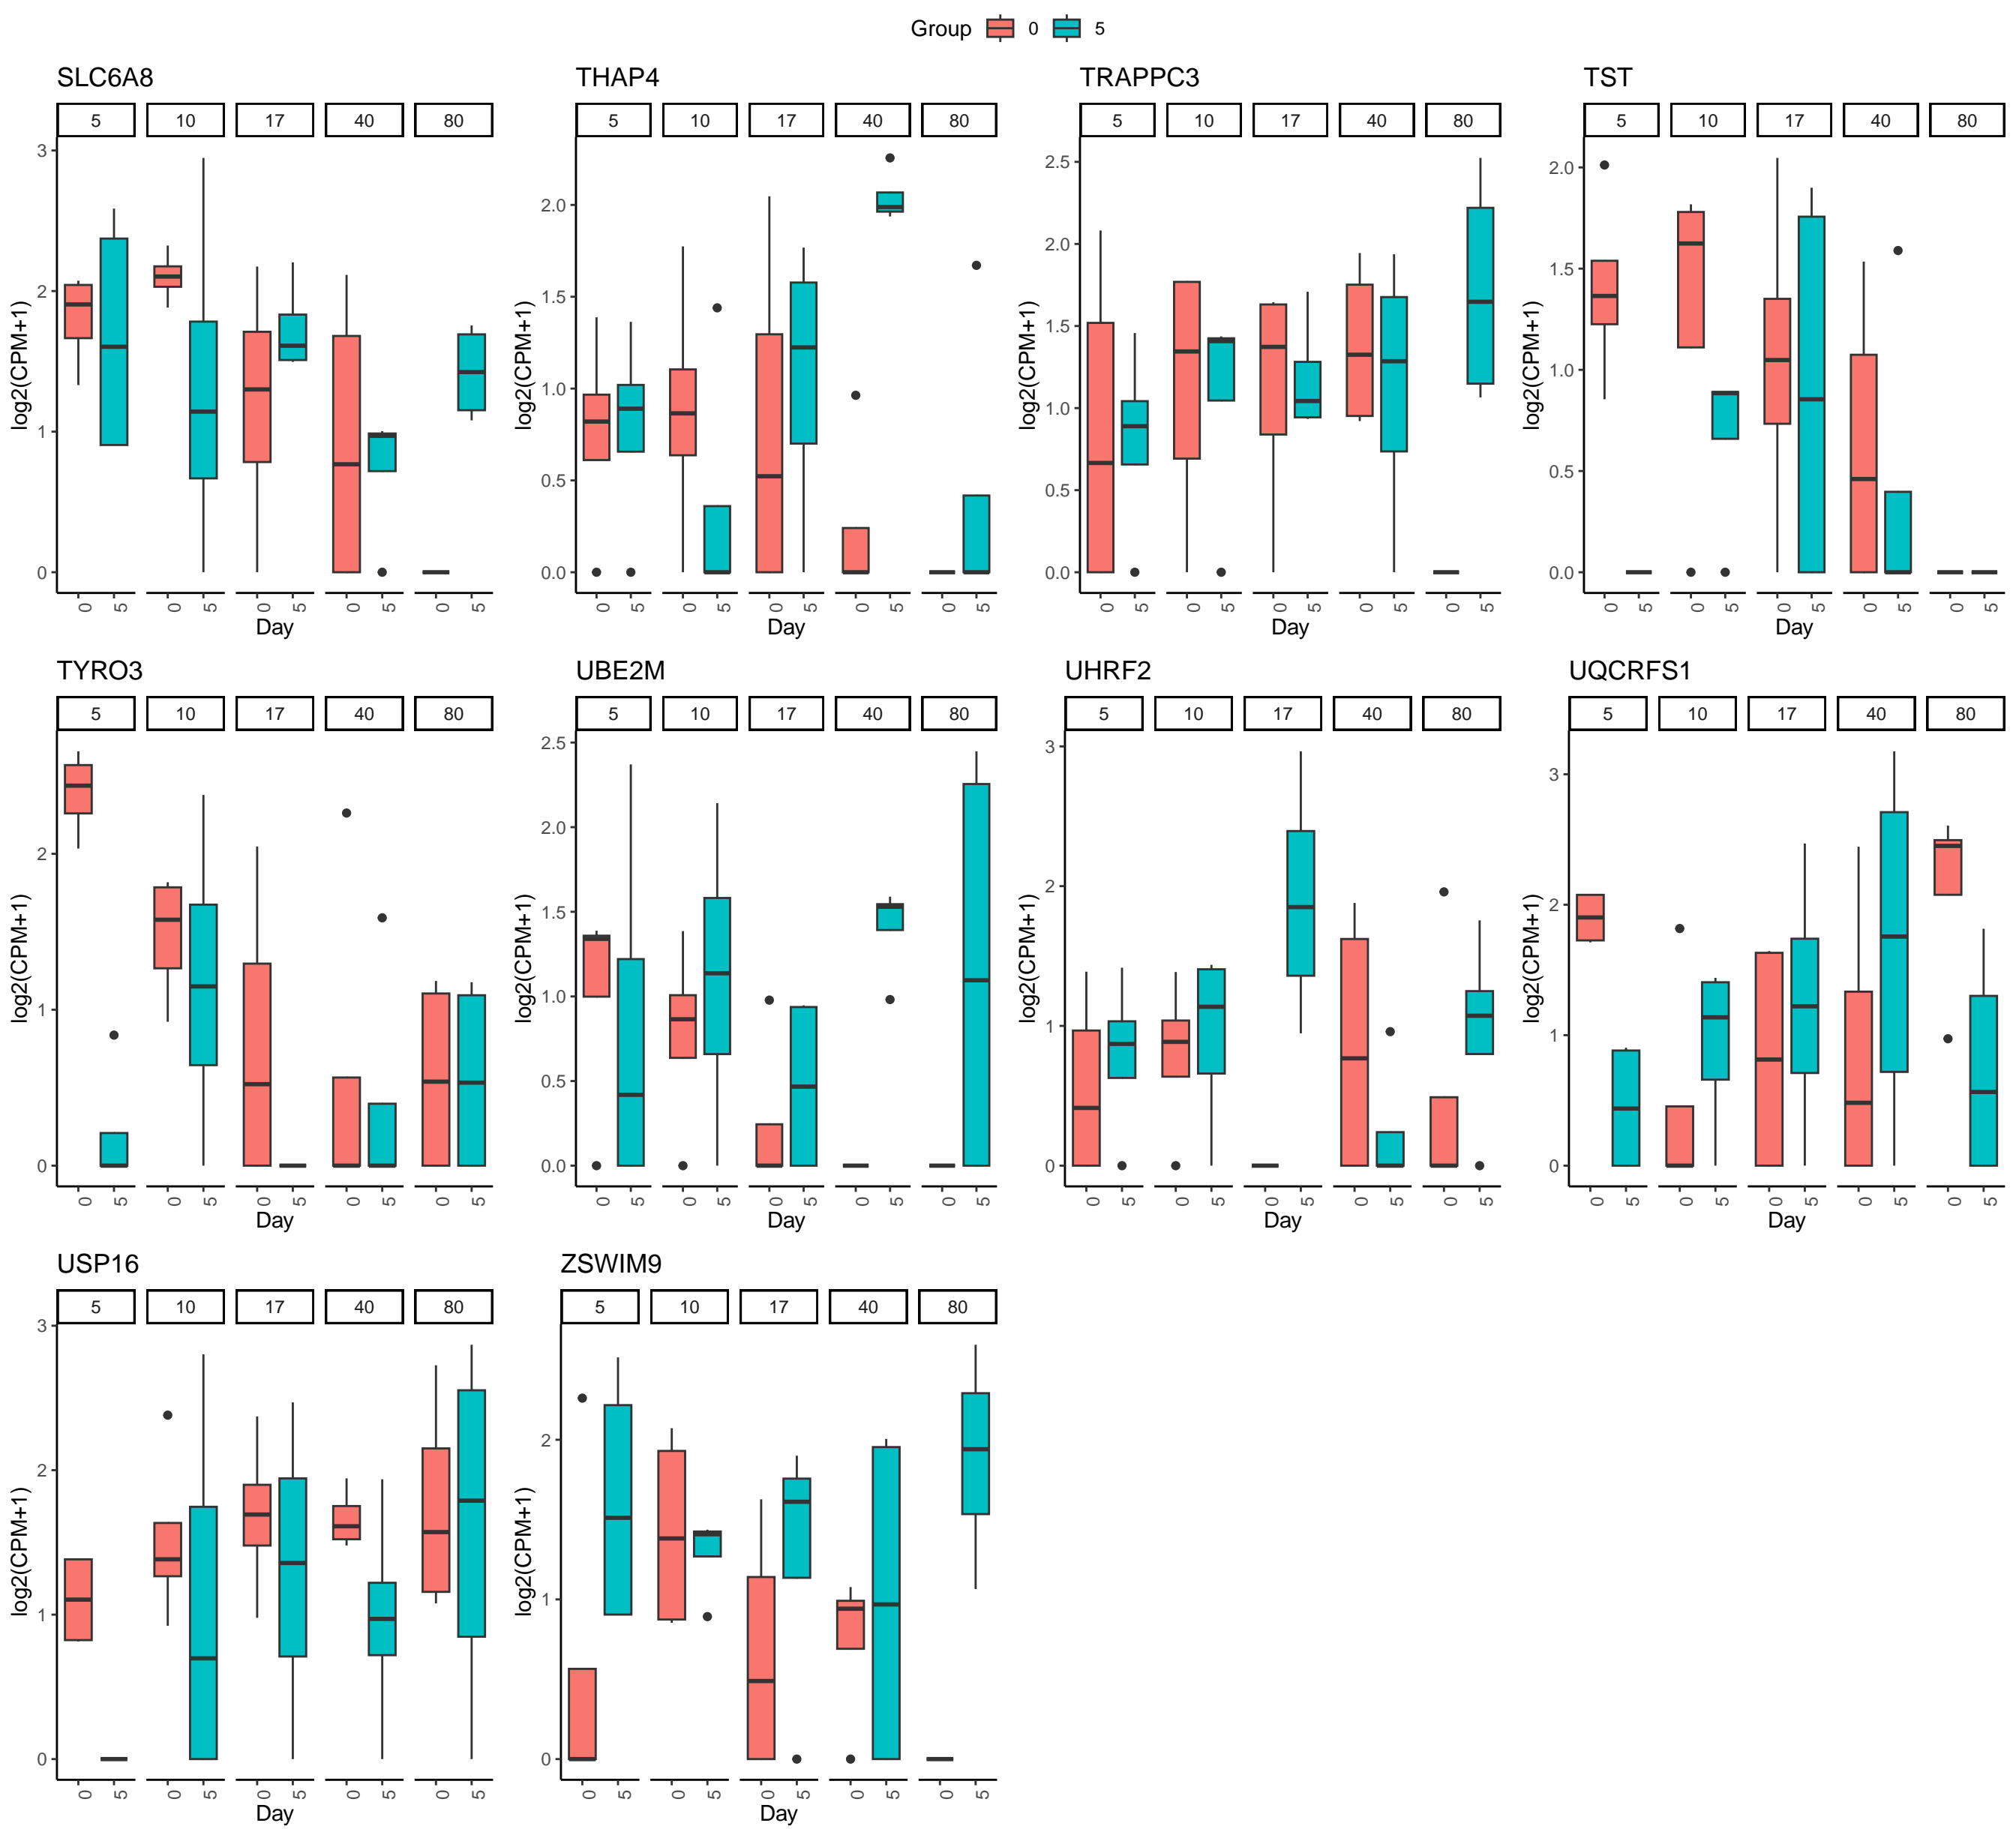 Group 0 5
SLC6A8 THAP4 TRAPPC3 TST
5 10 17 40 80 5 10 17 40 80 5 10 17 40 80 5 10 17 40 80
log2(CPM+1) log2(CPM+1) log2(CPM+1) log2(CPM+1)
3 2 1 0
2.0 1.5 1.0 0.5 0.0
2.5 2.0 1.5 1.0 0.5 0.0
2.0 1.5 1.0 0.5 0.0
0 5 0 5 0 5 0 5 0 5 0 5 0 5 0 5 0 5 0 5 0 5 0 5 0 5 0 5 0 5 0 5 0 5 0 5 0 5 0 5
Day Day Day Day
TYRO3 UBE2M UHRF2 UQCRFS1
5 10 17 40 80 5 10 17 40 80 5 10 17 40 80 5 10 17 40 80
log2(CPM+1) log2(CPM+1) log2(CPM+1) log2(CPM+1)
2 1 0
2.5 2.0 1.5 1.0 0.5 0.0
3 2 1 0
3 2 1 0
0 5 0 5 0 5 0 5 0 5 0 5 0 5 0 5 0 5 0 5 0 5 0 5 0 5 0 5 0 5 0 5 0 5 0 5 0 5 0 5
Day Day Day Day
USP16 ZSWIM9
5 10 17 40 80 5 10 17 40 80
log2(CPM+1) log2(CPM+1)
3 2 1 0
2 1 0
0 5 0 5 0 5 0 5 0 5 0 5 0 5 0 5 0 5 0 5
Day Day